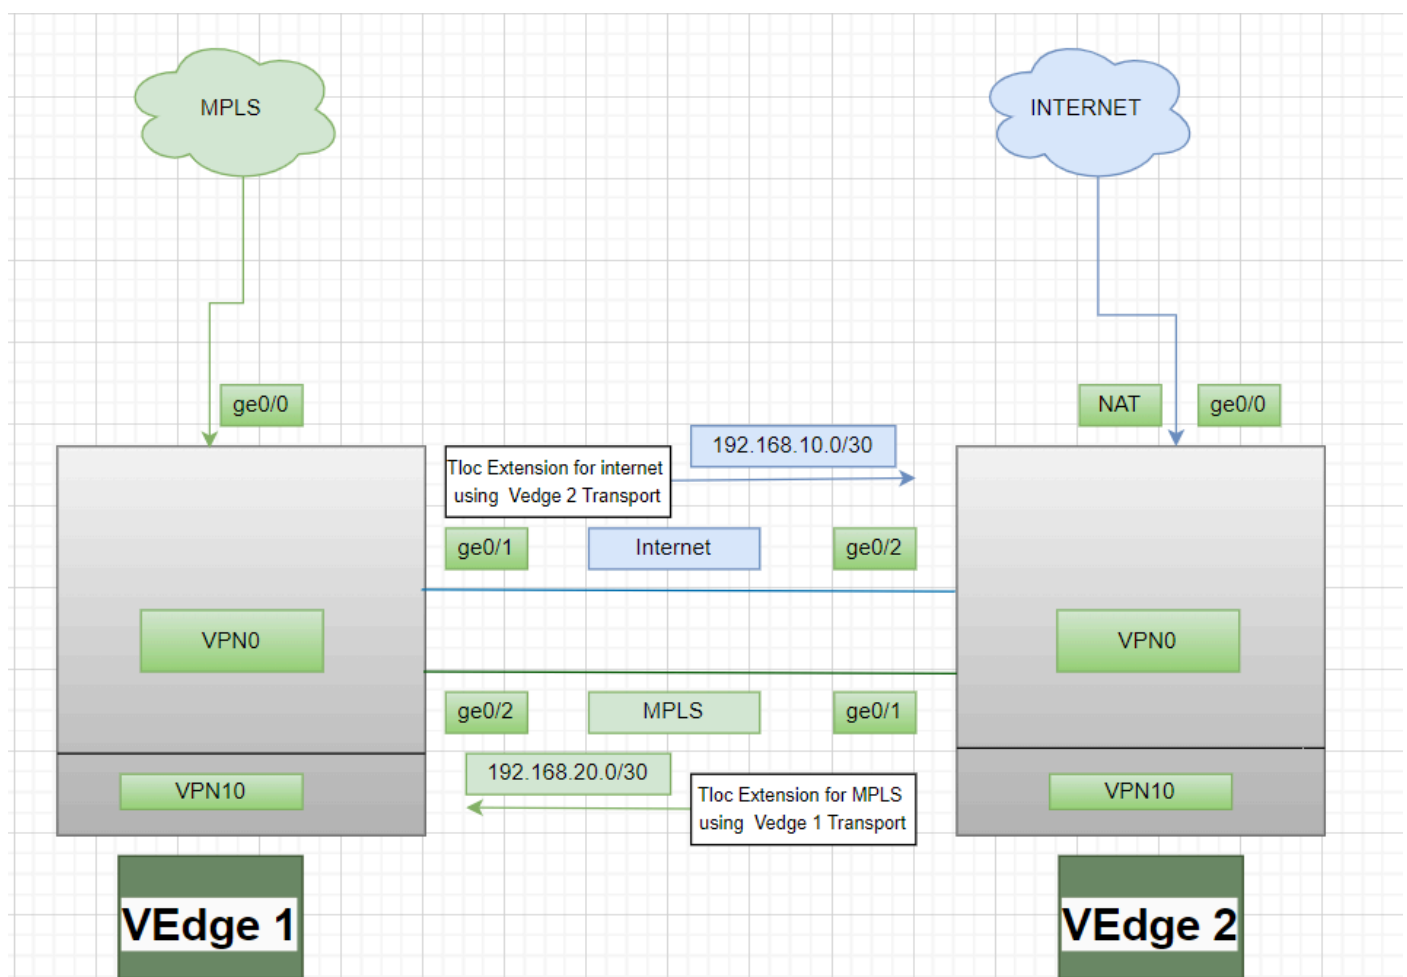 MPLS
INTERNET
ge0/0
NAT
ge0/0
192.168.10.0/30
Tloc Extension for internet
using Vedge 2 Transport
ge0/1
Internet
ge0/2
VPN0
VPN0
ge0/2
MPLS
ge0/1
192.168.20.0/30
VPN10
Tloc Extension for MPLS
using Vedge 1 Transport
VPN10
VEdge 1
VEdge 2